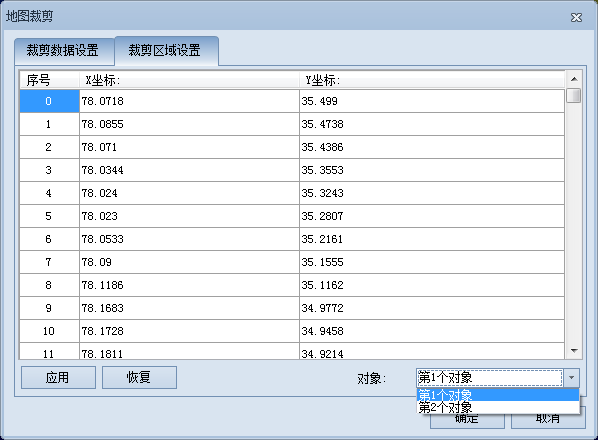 地图裁剪
裁剪数据设置 裁剪区域设置
序号 X坐标: Y坐标:
0 78.0718 35.499
1 78.0855 35.4738
2 78.071 35.4386
3 78.0344 35.3553
4 78.024 35.3243
5 78.023 35.2807
6 78.0533 35.2161
7 78.09 35.1555
8 78.1186 35.1162
9 78.1683 34.9772
10 78.1728 34.9458
11 78.1811 34.9214
应用 恢复 对象: 第1个对象
第1个对象
第2个对象
确定 取消